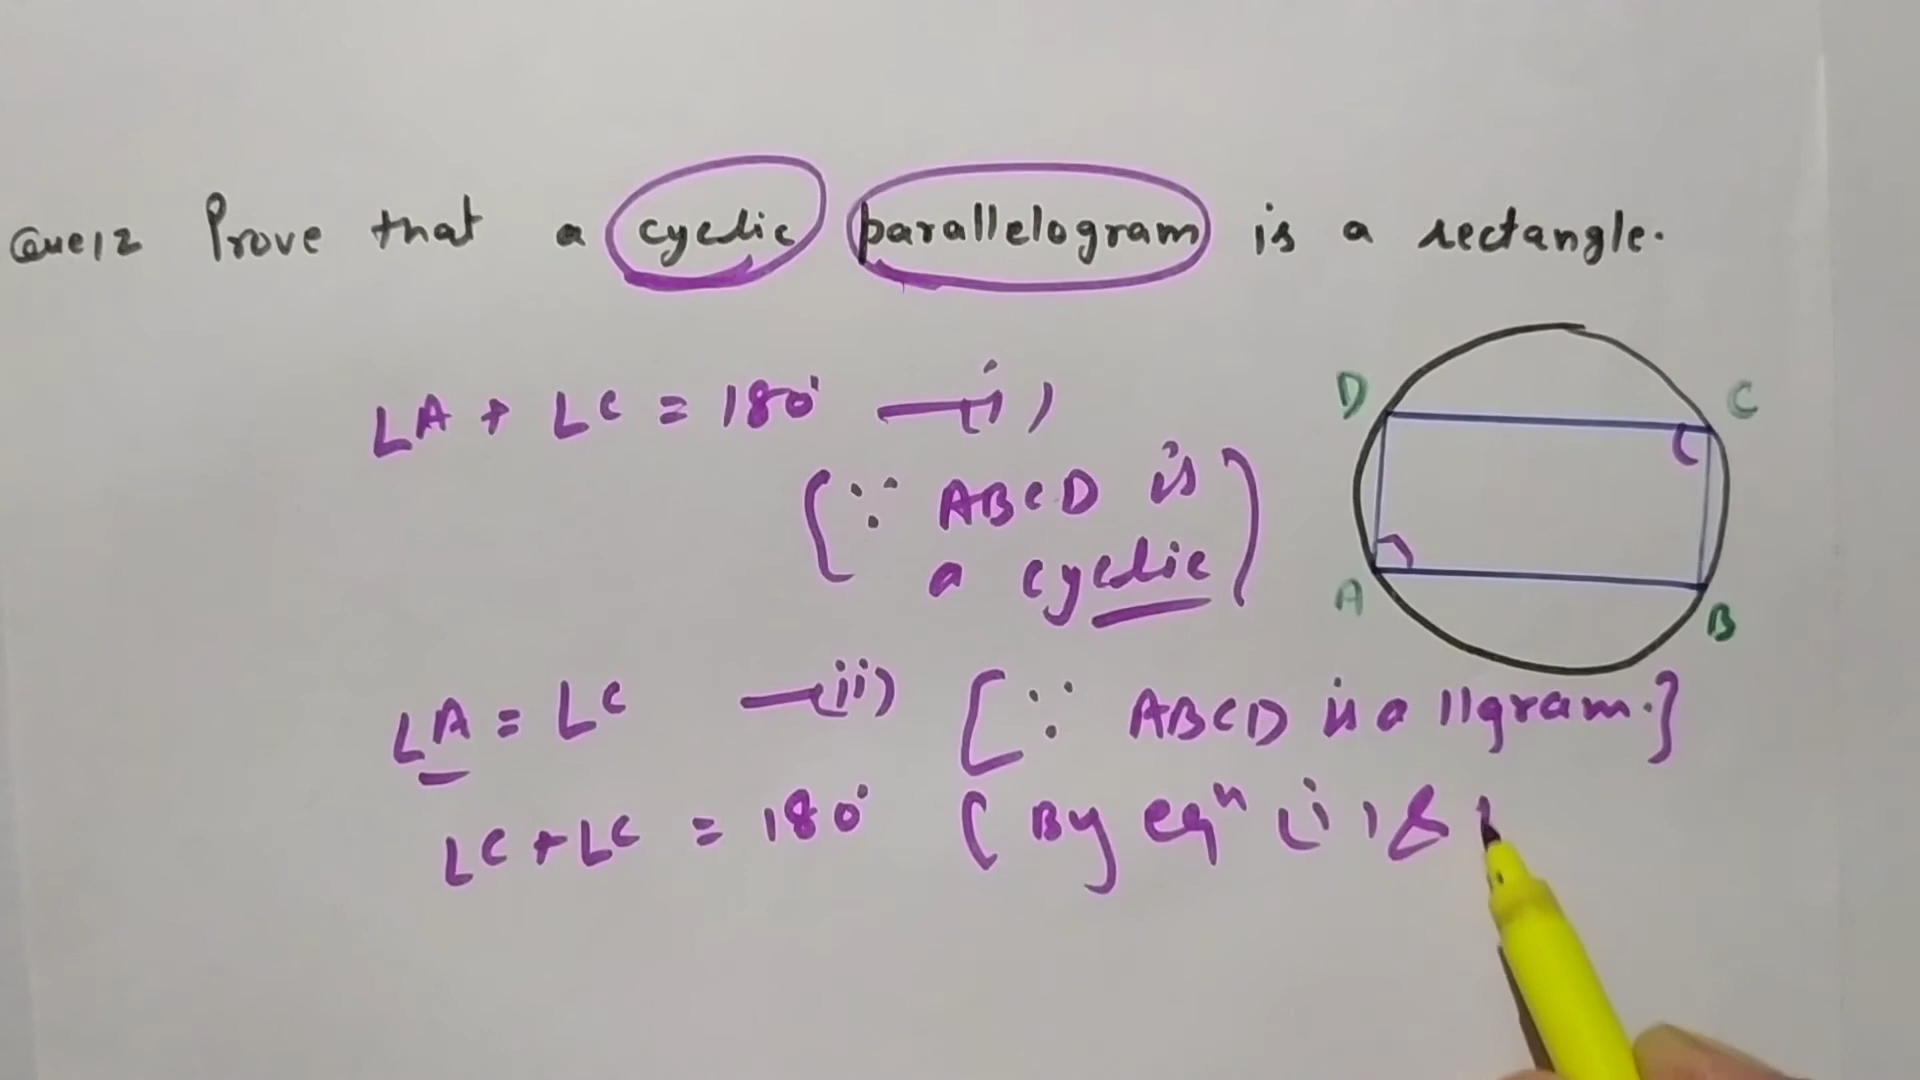 Que12 Prove that a cyclic parallelogram is a rectangle.
∠A + ∠C = 180° —(i)
D C
(∵ ABCD is
a cyclic)
A B
∠A = ∠C —(ii) [∵ ABCD is a ||gram.]
∠C + ∠C = 180° (By eqn (i) &